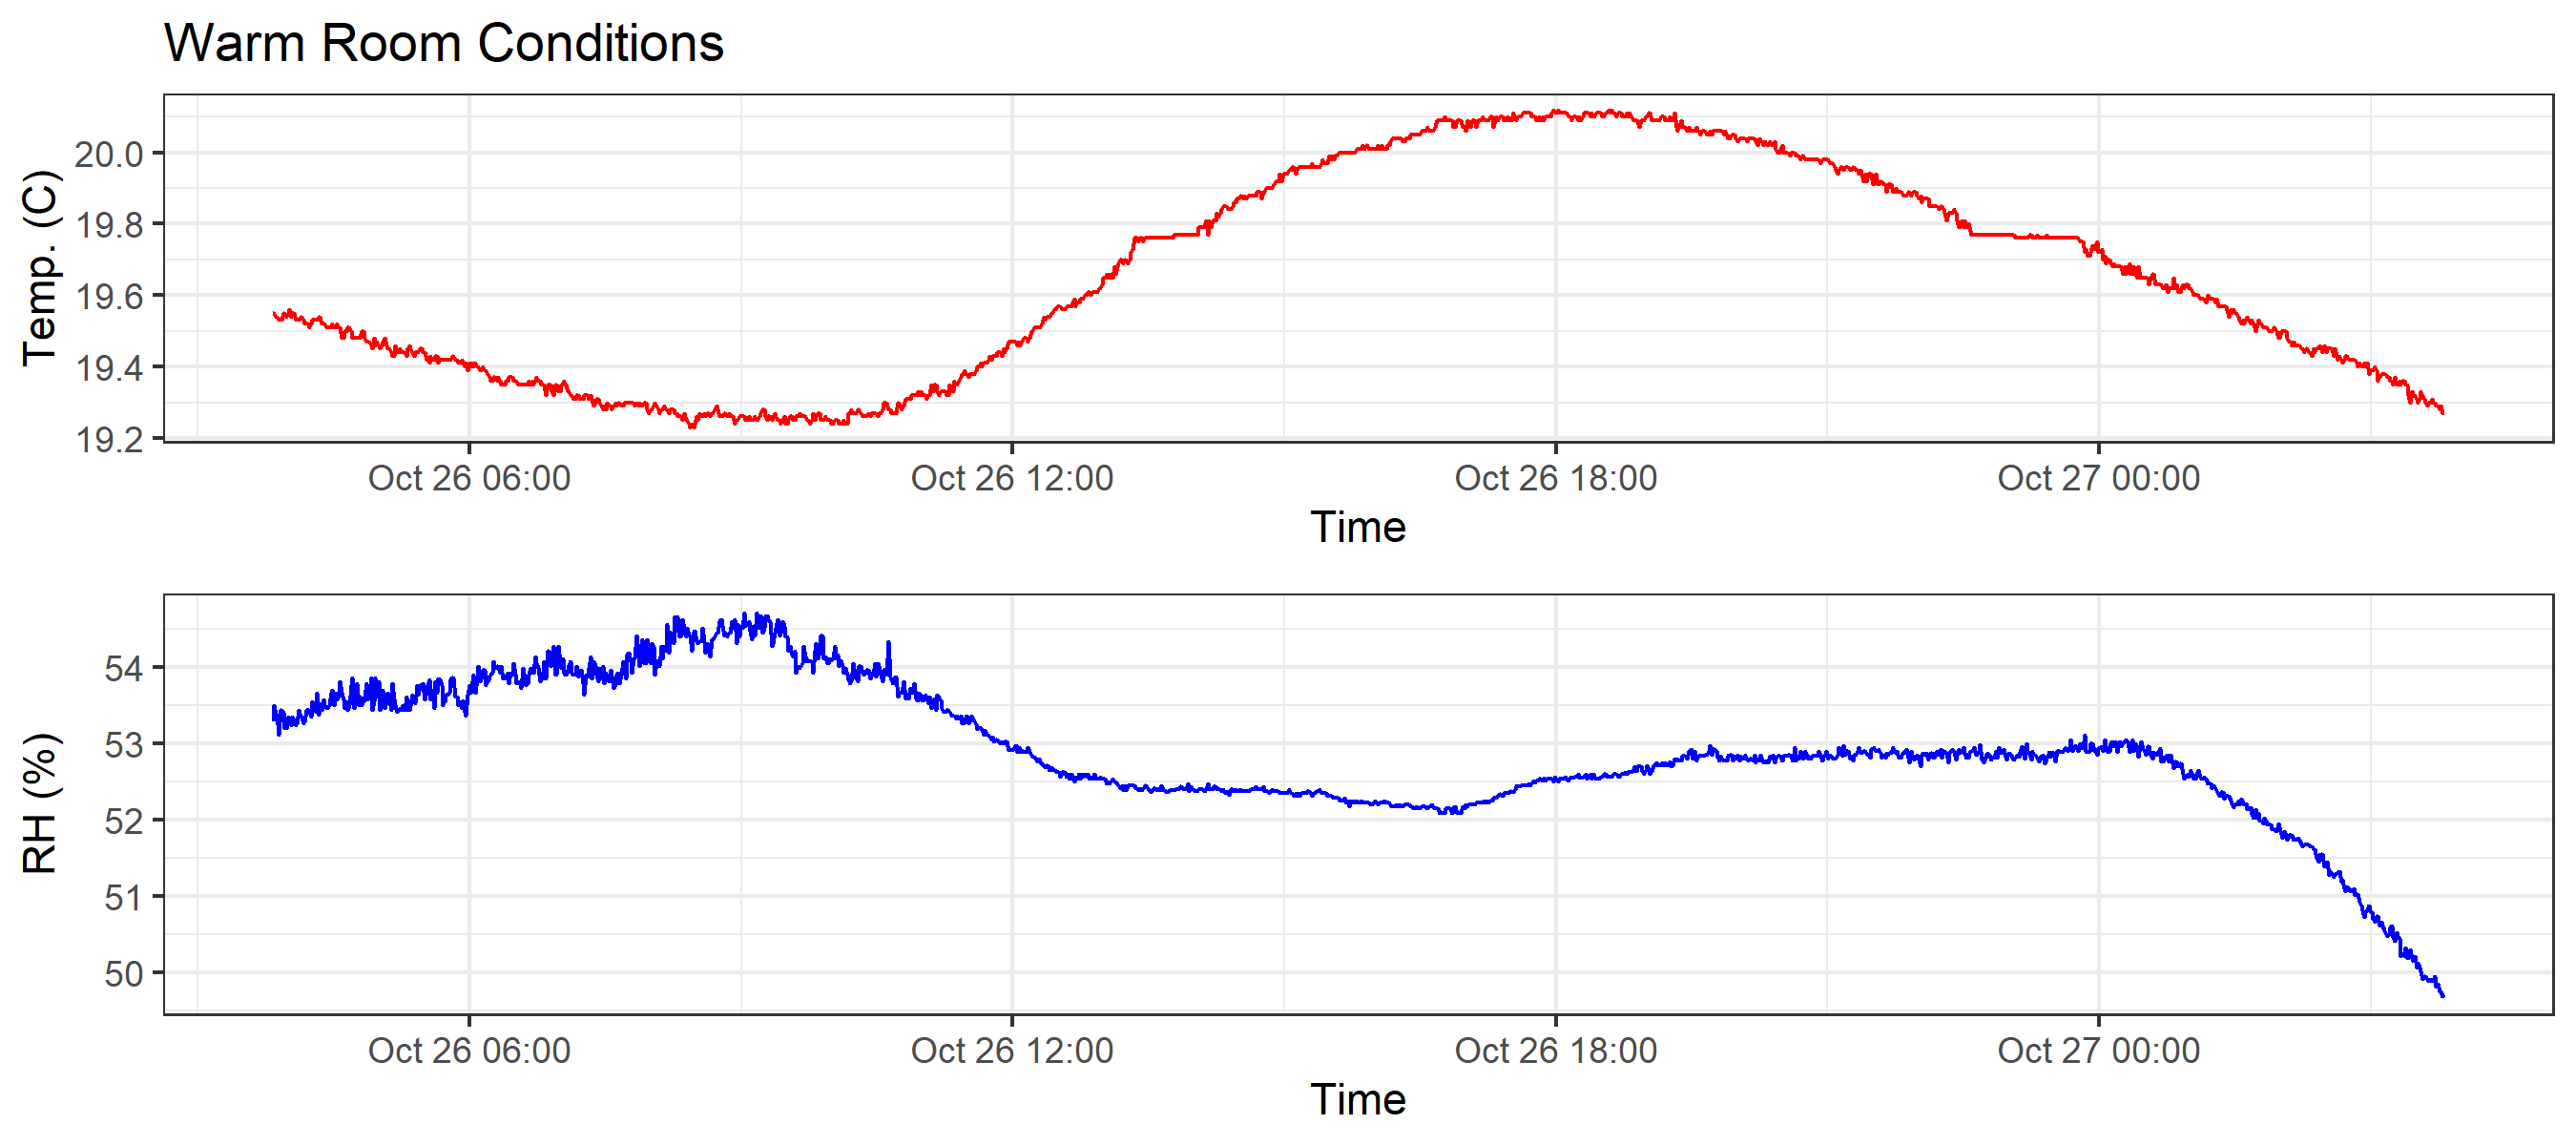 Warm Room Conditions
Temp. (C)
20.0
19.8
19.6
19.4
19.2
Oct 26 06:00 Oct 26 12:00 Oct 26 18:00 Oct 27 00:00
Time
RH (%)
54
53
52
51
50
Oct 26 06:00 Oct 26 12:00 Oct 26 18:00 Oct 27 00:00
Time